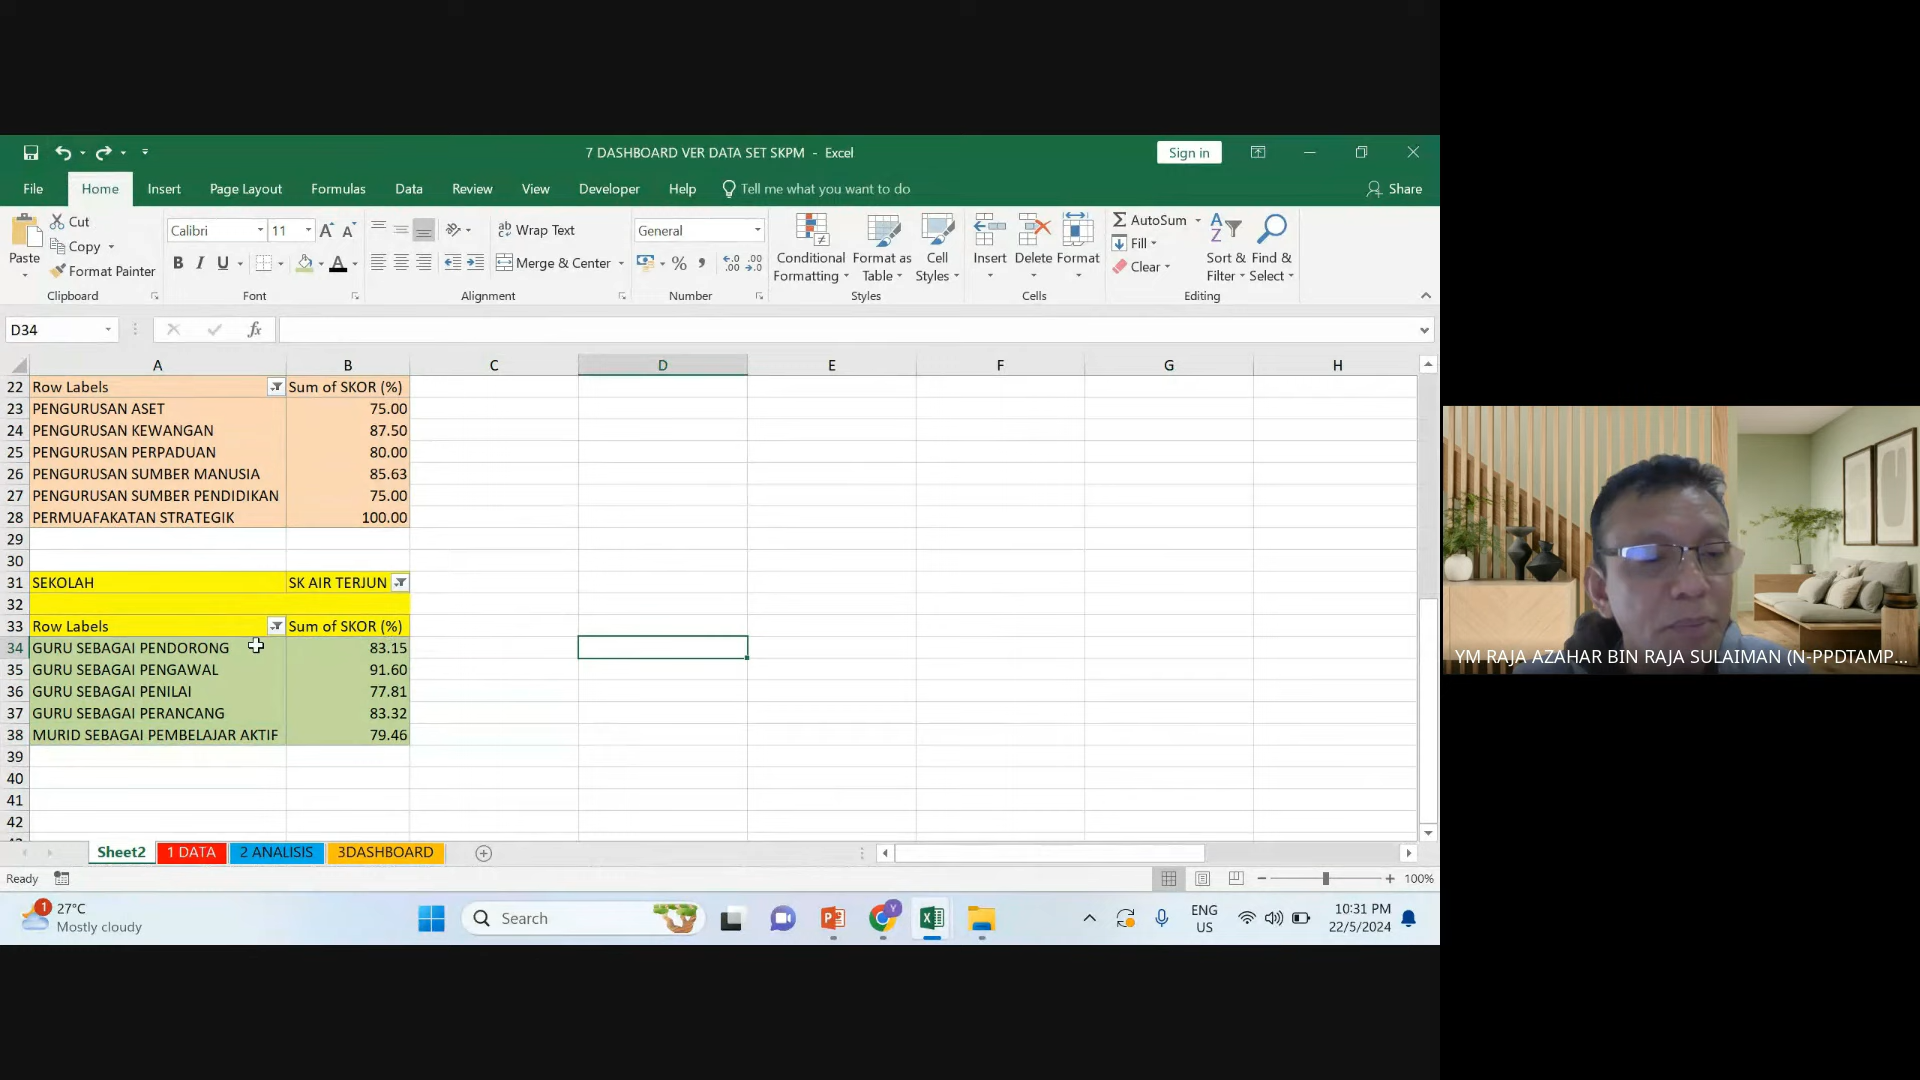 7 DASHBOARD VER DATA SET SKPM - Excel
Sign in
File Home Insert Page Layout Formulas Data Review View Developer Help Tell me what you want to do Share
Paste
Cut
Copy
Format Painter
Clipboard
Calibri 11
B I U
Font
Wrap Text
Merge & Center
Alignment
General
Number
Conditional Formatting
Format as Table
Cell Styles
Styles
Insert Delete Format
Cells
AutoSum
Fill
Clear
Sort & Filter
Find & Select
Editing
D34
A B C D E F G H
22 Row Labels Sum of SKOR (%)
23 PENGURUSAN ASET 75.00
24 PENGURUSAN KEWANGAN 87.50
25 PENGURUSAN PERPADUAN 80.00
26 PENGURUSAN SUMBER MANUSIA 85.63
27 PENGURUSAN SUMBER PENDIDIKAN 75.00
28 PERMUAFAKATAN STRATEGIK 100.00
29
30
31 SEKOLAH SK AIR TERJUN
32
33 Row Labels Sum of SKOR (%)
34 GURU SEBAGAI PENDORONG 83.15
35 GURU SEBAGAI PENGAWAL 91.60
36 GURU SEBAGAI PENILAI 77.81
37 GURU SEBAGAI PERANCANG 83.32
38 MURID SEBAGAI PEMBELAJAR AKTIF 79.46
39
40
41
42
Sheet2 1 DATA 2 ANALISIS 3DASHBOARD
Ready
100%
1
27°C
Mostly cloudy
Search
ENG
US
10:31 PM
22/5/2024
YM RAJA AZAHAR BIN RAJA SULAIMAN (N-PPDTAMP...